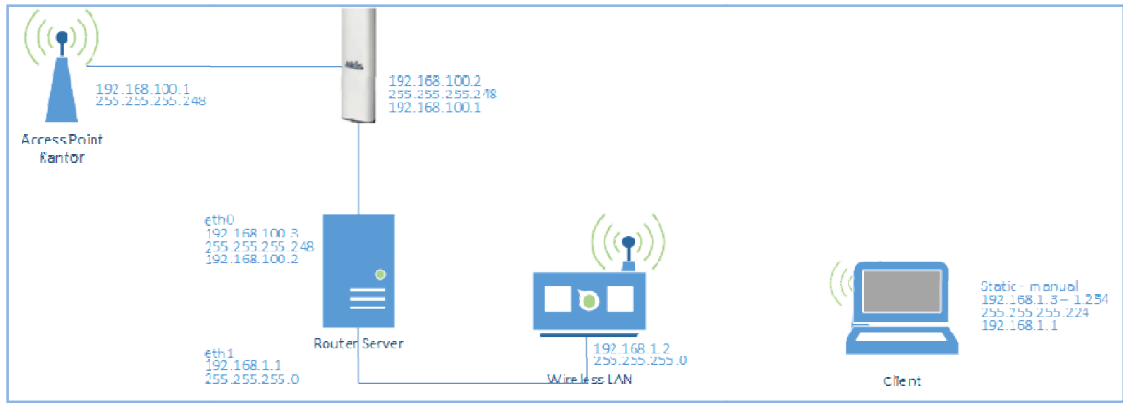 192.168.100.1
255.255.255.248
192.168.100.2
255.255.255.248
192.168.100.1
Access Point
Kantor
eth0
192.168.100.3
255.255.255.248
192.168.100.2
Router Server
eth1
192.168.1.1
255.255.255.0
192.168.1.2
255.255.255.0
Wireless LAN
Static - manual
192.168.1.3 – 1.254
255.255.255.224
192.168.1.1
Client